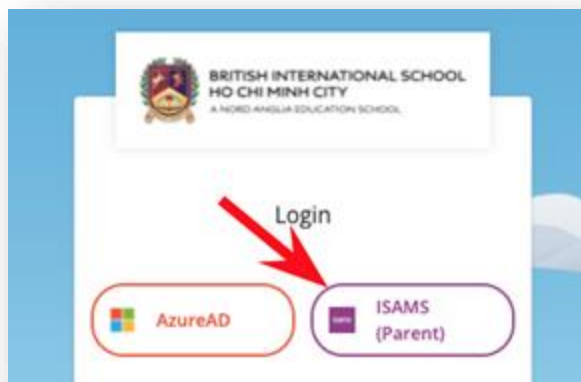 BRITISH INTERNATIONAL SCHOOL
HO CHI MINH CITY
A NORD ANGLIA EDUCATION SCHOOL
Login
AzureAD
ISAMS
(Parent)